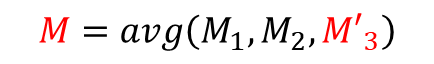 M = avg(M₁, M₂, M'₃)